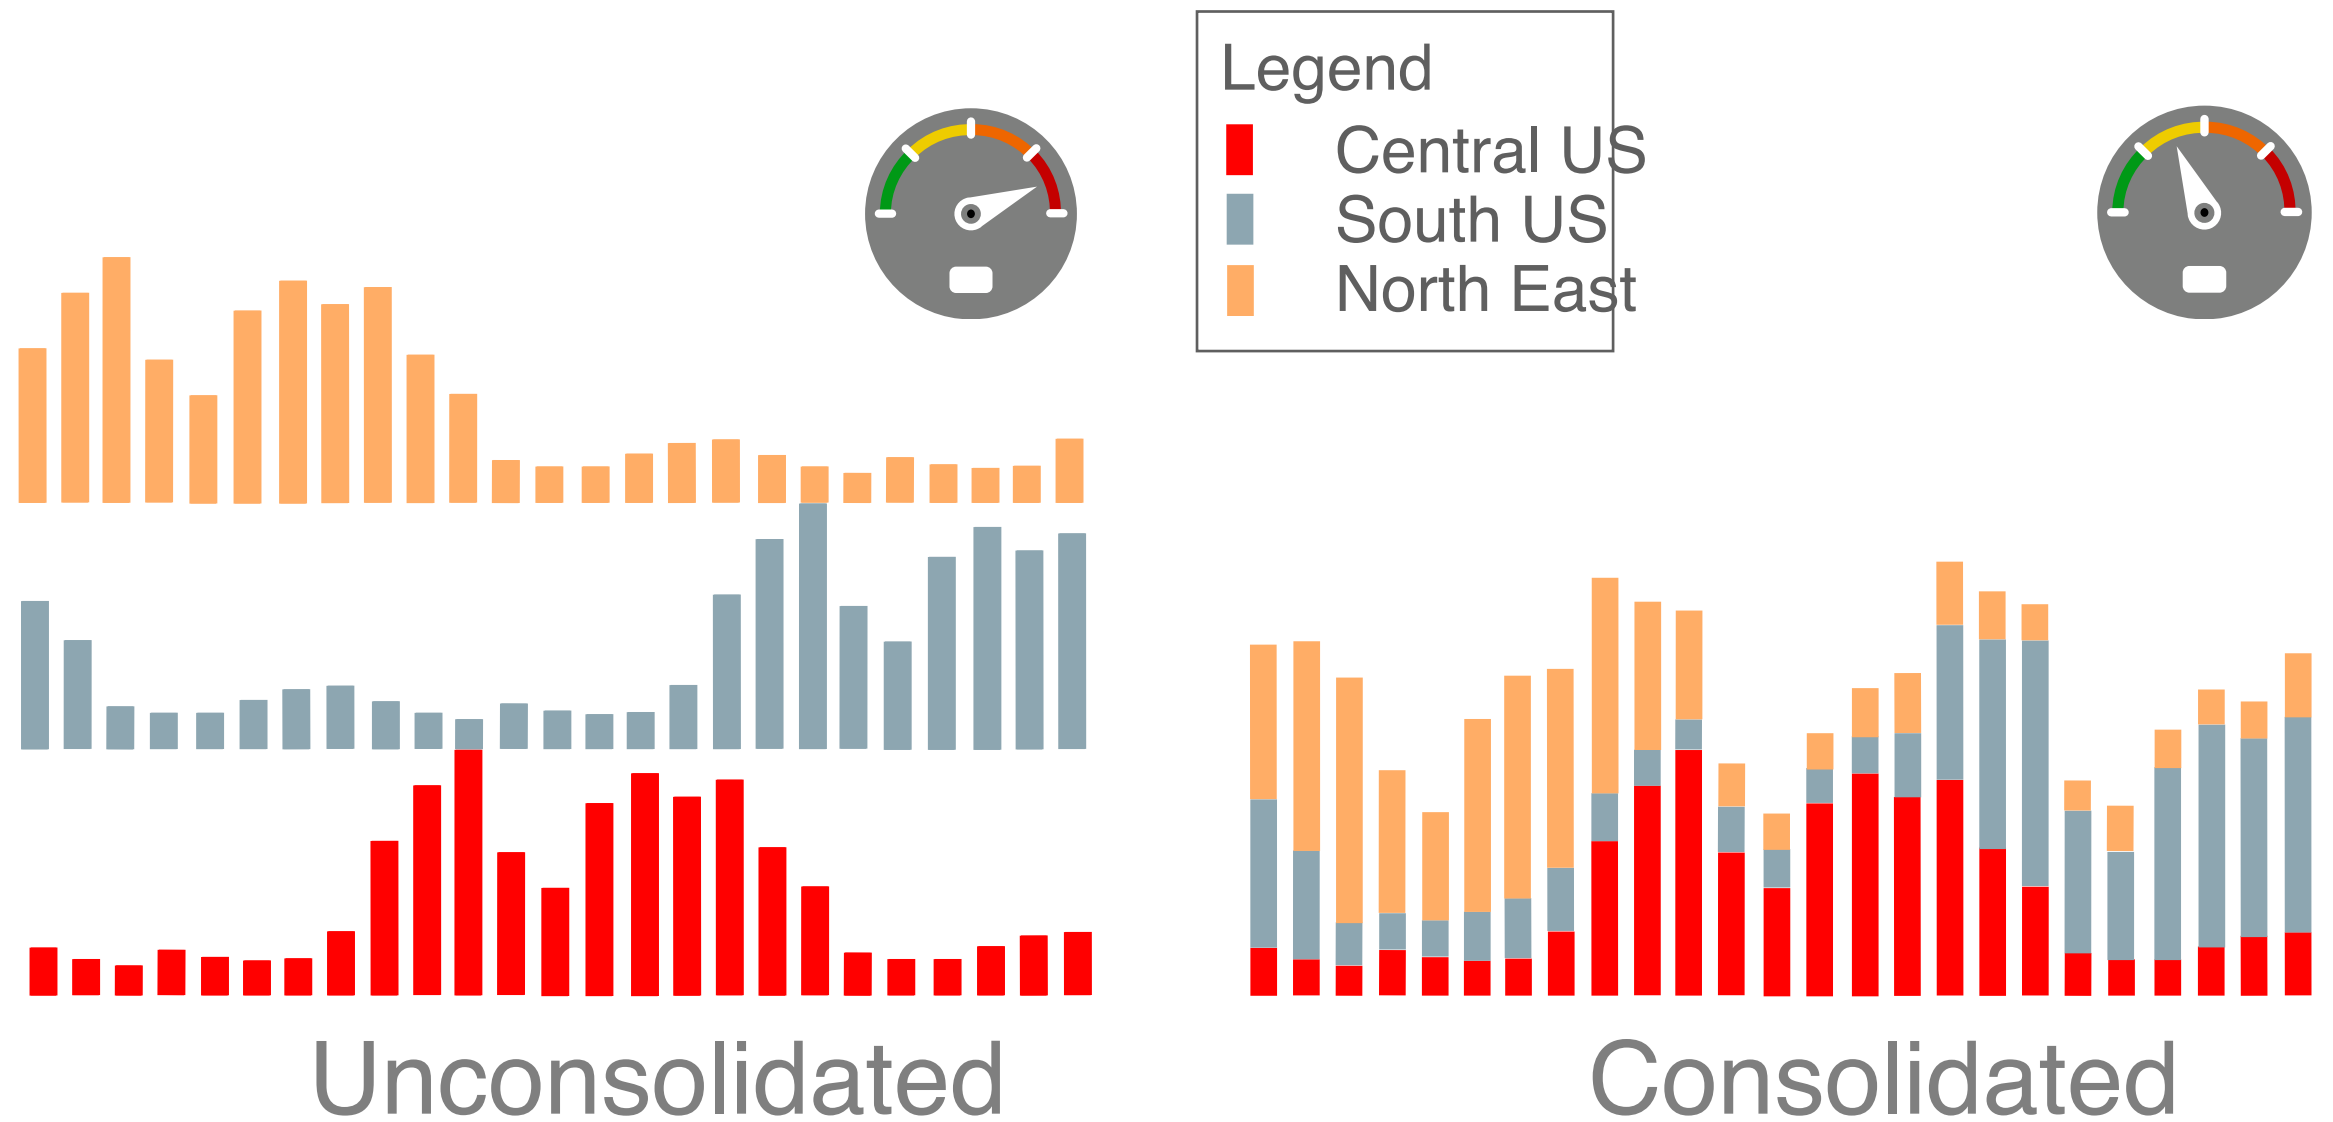 Legend
Central US
South US
North East
Unconsolidated
Consolidated